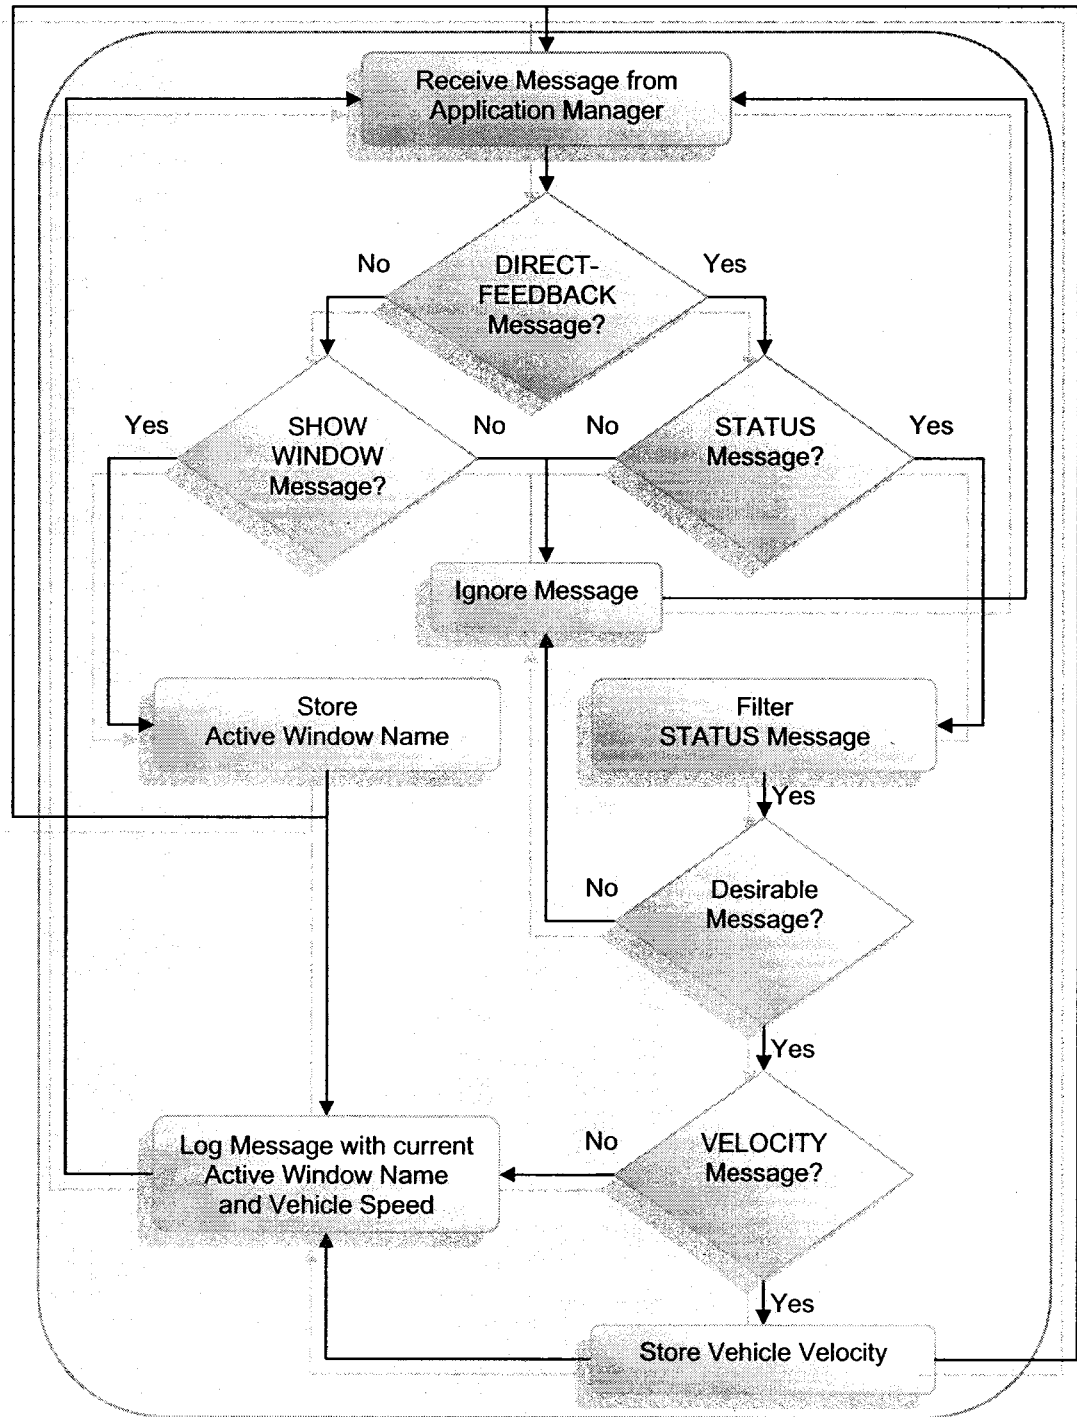 Receive Message from
Application Manager
No
DIRECT-
FEEDBACK
Message?
Yes
Yes
SHOW
WINDOW
Message?
No
No
STATUS
Message?
Yes
Ignore Message
Store
Active Window Name
Filter
STATUS Message
Yes
No
Desirable
Message?
Yes
Log Message with current
Active Window Name
and Vehicle Speed
No
VELOCITY
Message?
Yes
Store Vehicle Velocity